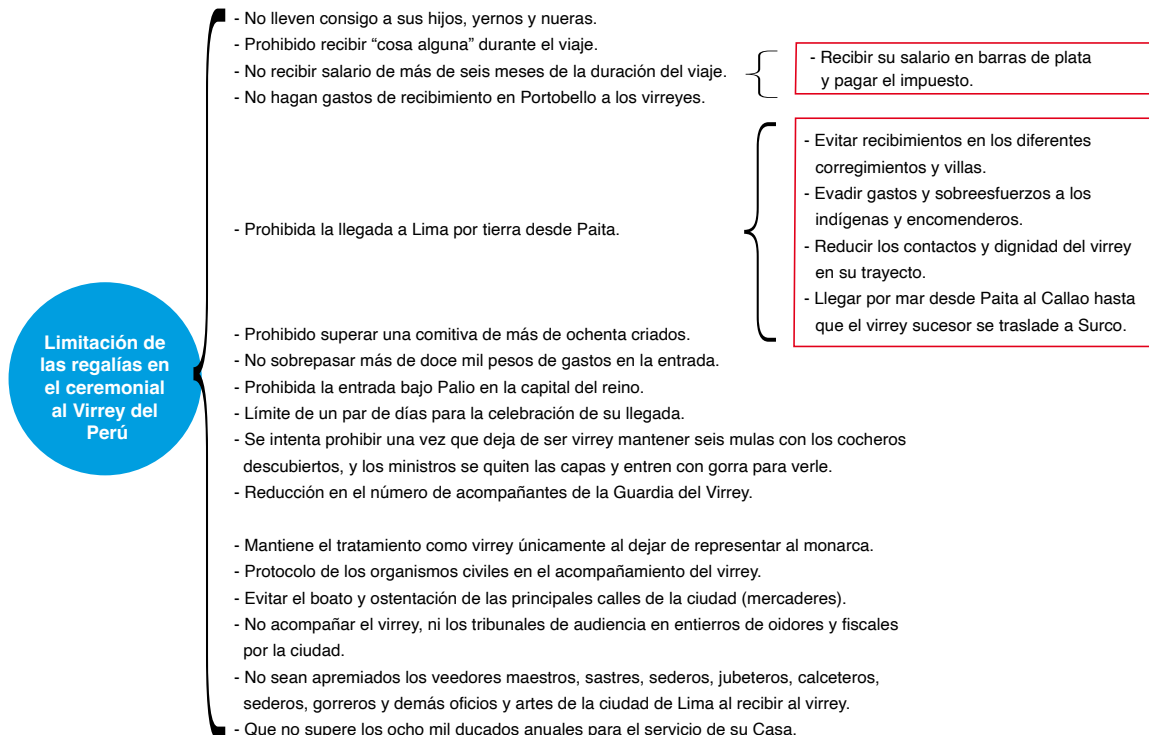 Limitación de
las regalías en
el ceremonial
al Virrey del
Perú
- No lleven consigo a sus hijos, yernos y nueras.
- Prohibido recibir “cosa alguna” durante el viaje.
- No recibir salario de más de seis meses de la duración del viaje.
- Recibir su salario en barras de plata
y pagar el impuesto.
- No hagan gastos de recibimiento en Portobello a los virreyes.
- Prohibida la llegada a Lima por tierra desde Paita.
- Evitar recibimientos en los diferentes
corregimientos y villas.
- Evadir gastos y sobreesfuerzos a los
indígenas y encomenderos.
- Reducir los contactos y dignidad del virrey
en su trayecto.
- Llegar por mar desde Paita al Callao hasta
que el virrey sucesor se traslade a Surco.
- Prohibido superar una comitiva de más de ochenta criados.
- No sobrepasar más de doce mil pesos de gastos en la entrada.
- Prohibida la entrada bajo Palio en la capital del reino.
- Límite de un par de días para la celebración de su llegada.
- Se intenta prohibir una vez que deja de ser virrey mantener seis mulas con los cocheros
descubiertos, y los ministros se quiten las capas y entren con gorra para verle.
- Reducción en el número de acompañantes de la Guardia del Virrey.
- Mantiene el tratamiento como virrey únicamente al dejar de representar al monarca.
- Protocolo de los organismos civiles en el acompañamiento del virrey.
- Evitar el boato y ostentación de las principales calles de la ciudad (mercaderes).
- No acompañar el virrey, ni los tribunales de audiencia en entierros de oidores y fiscales
por la ciudad.
- No sean apremiados los veedores maestros, sastres, sederos, jubeteros, calceteros,
sederos, gorreros y demás oficios y artes de la ciudad de Lima al recibir al virrey.
- Que no supere los ocho mil ducados anuales para el servicio de su Casa.